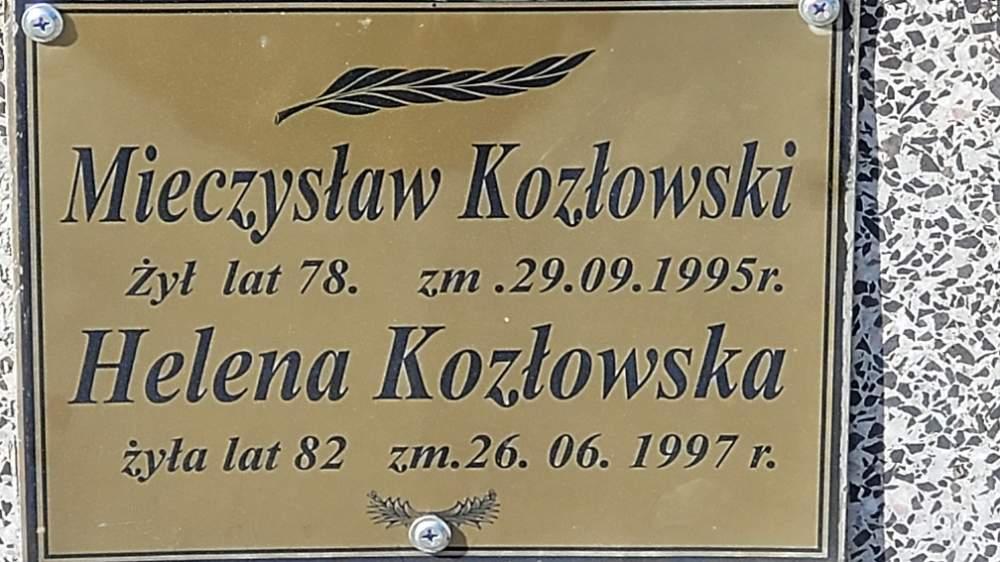 Mieczysław Kozłowski
żył lat 78. zm .29.09.1995r.
Helena Kozłowska
żyła lat 82 zm.26. 06. 1997 r.